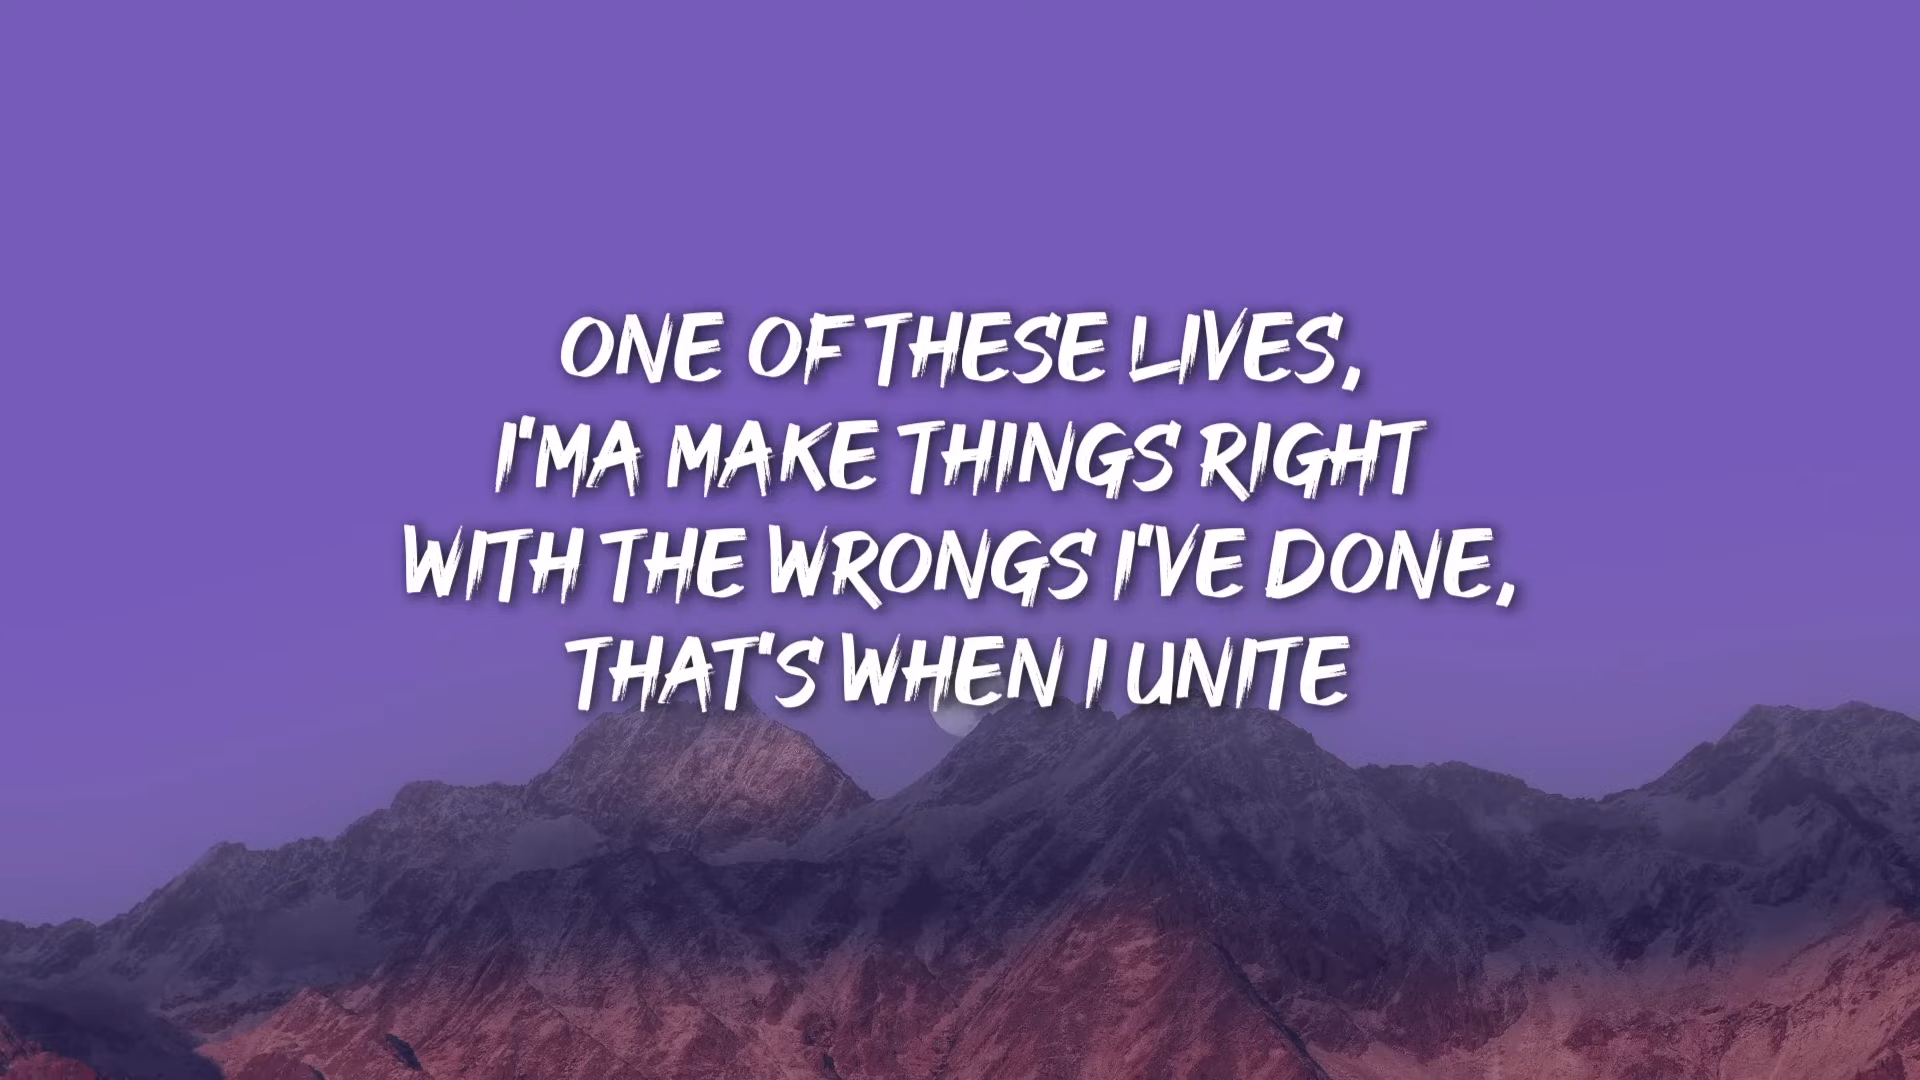 ONE OF THESE LIVES,
I'MA MAKE THINGS RIGHT
WITH THE WRONGS I'VE DONE,
THAT'S WHEN I UNITE